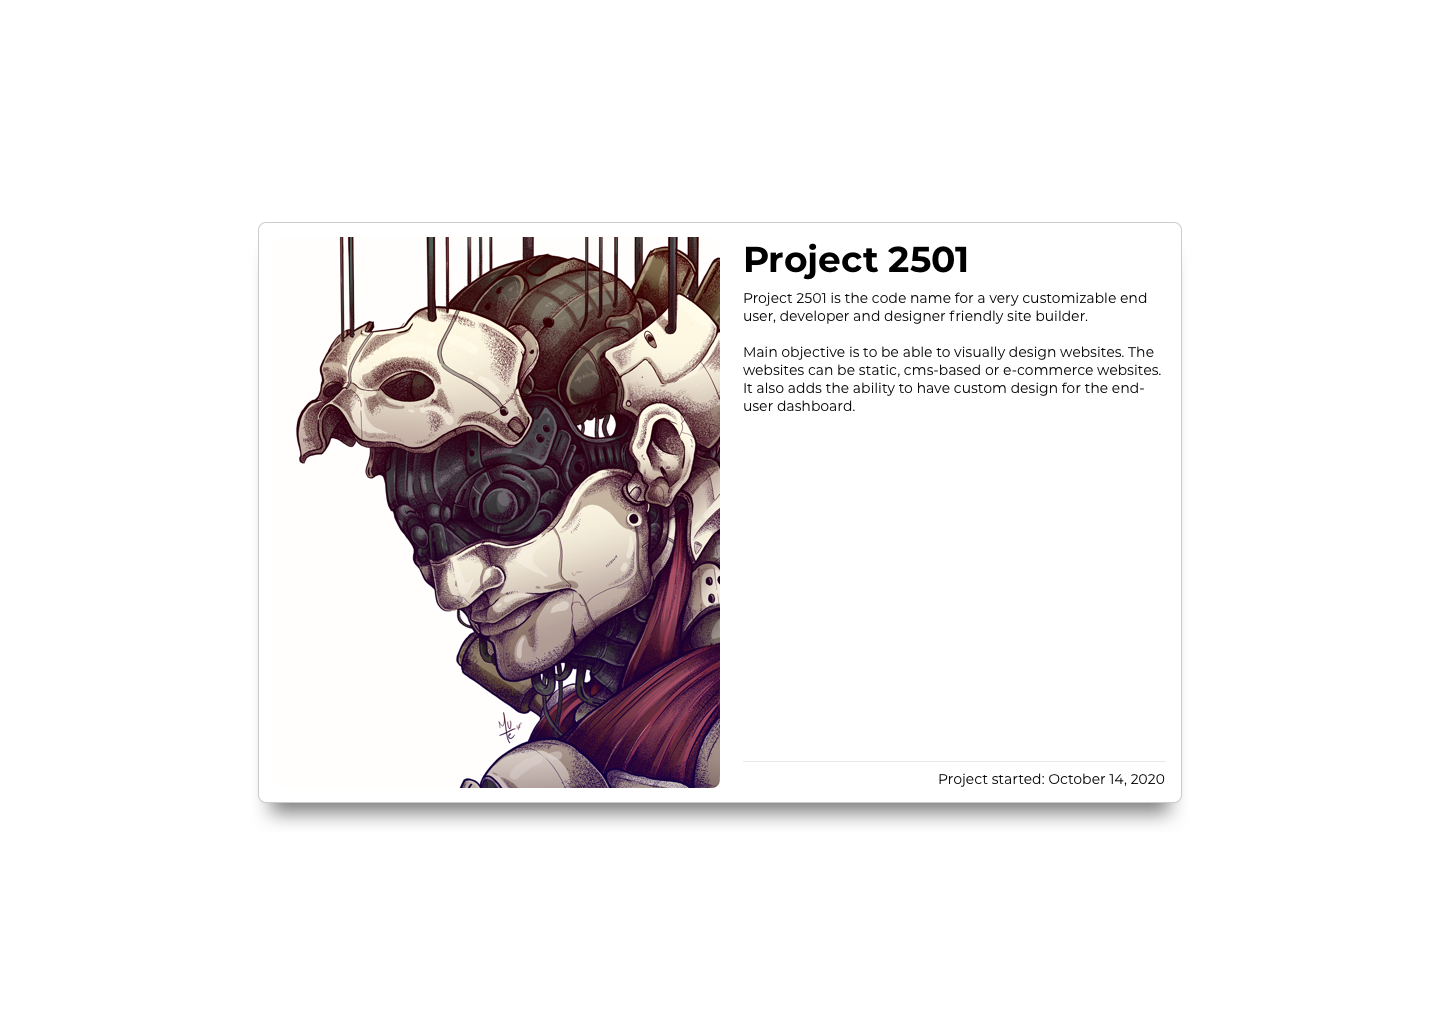 Project 2501
Project 2501 is the code name for a very customizable end
user, developer and designer friendly site builder.
Main objective is to be able to visually design websites. The
websites can be static, cms-based or e-commerce websites.
It also adds the ability to have custom design for the end-
user dashboard.
Project started: October 14, 2020